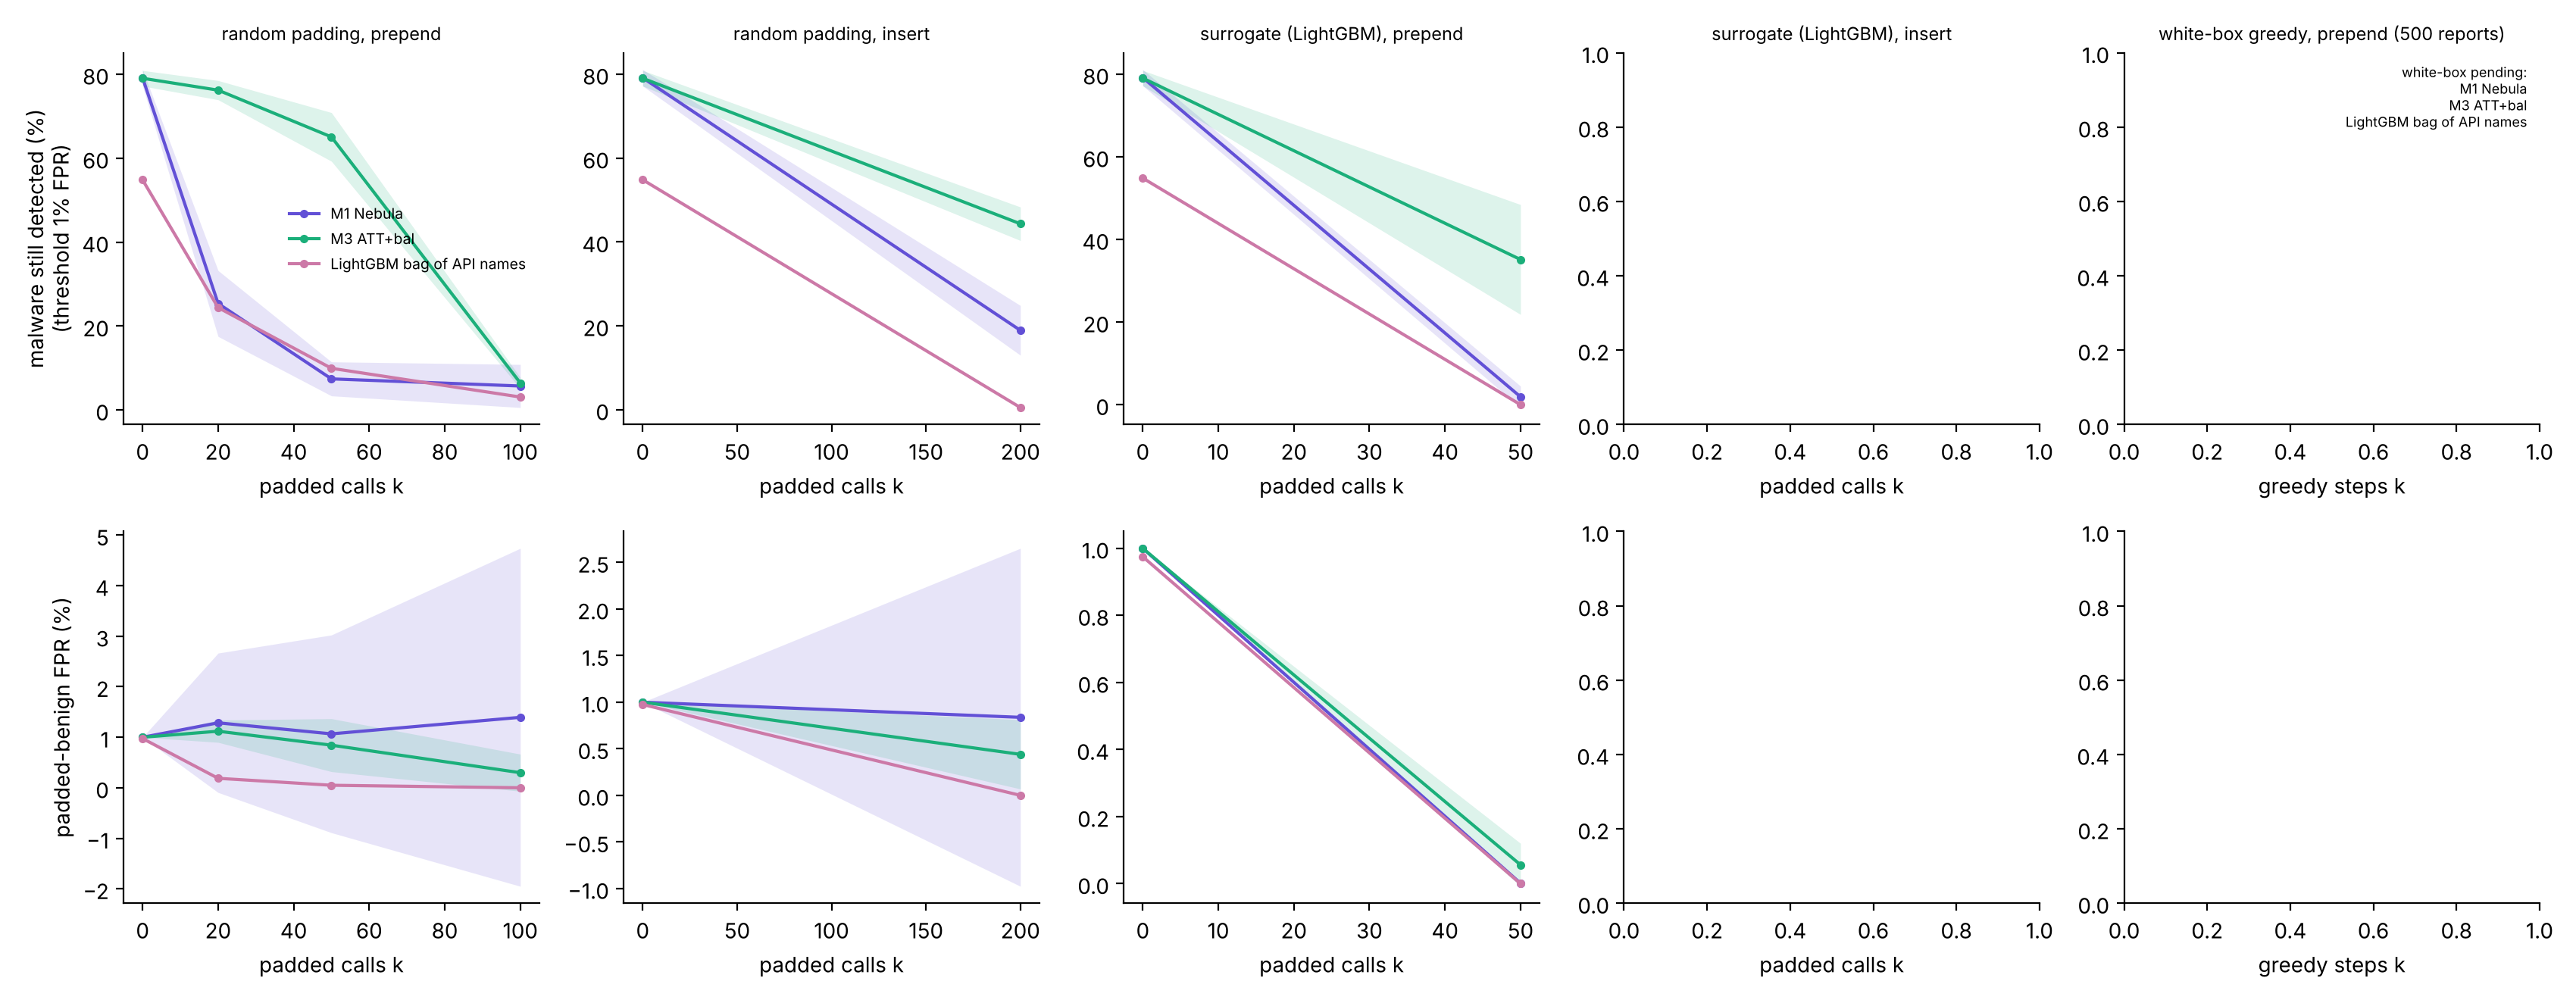 random padding, prepend
random padding, insert
surrogate (LightGBM), prepend
surrogate (LightGBM), insert
white-box greedy, prepend (500 reports)
malware still detected (%)
(threshold 1% FPR)
80
60
40
20
0
0 20 40 60 80 100
padded calls k
M1 Nebula
M3 ATT+bal
LightGBM bag of API names
80
60
40
20
0
0 50 100 150 200
padded calls k
80
60
40
20
0
0 10 20 30 40 50
padded calls k
1.0
0.8
0.6
0.4
0.2
0.0
0.0 0.2 0.4 0.6 0.8 1.0
padded calls k
1.0
0.8
0.6
0.4
0.2
0.0
white-box pending:
M1 Nebula
M3 ATT+bal
LightGBM bag of API names
0.0 0.2 0.4 0.6 0.8 1.0
greedy steps k
padded-benign FPR (%)
5
4
3
2
1
0
−1
−2
0 20 40 60 80 100
padded calls k
2.5
2.0
1.5
1.0
0.5
0.0
−0.5
−1.0
0 50 100 150 200
padded calls k
1.0
0.8
0.6
0.4
0.2
0.0
0 10 20 30 40 50
padded calls k
1.0
0.8
0.6
0.4
0.2
0.0
0.0 0.2 0.4 0.6 0.8 1.0
padded calls k
1.0
0.8
0.6
0.4
0.2
0.0
0.0 0.2 0.4 0.6 0.8 1.0
greedy steps k